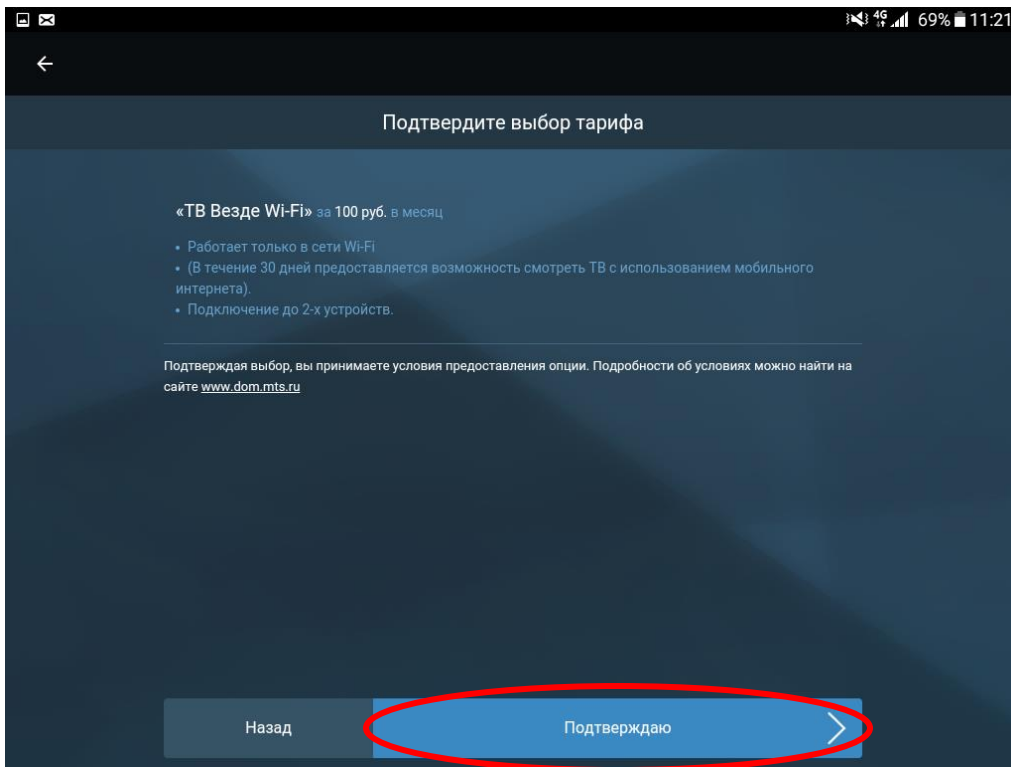 4G 69% 11:21
Подтвердите выбор тарифа
«ТВ Везде Wi-Fi» за 100 руб. в месяц
• Работает только в сети Wi-Fi
• (В течение 30 дней предоставляется возможность смотреть ТВ с использованием мобильного
интернета).
• Подключение до 2-х устройств.
Подтверждая выбор, вы принимаете условия предоставления опции. Подробности об условиях можно найти на
сайте www.dom.mts.ru
Назад Подтверждаю